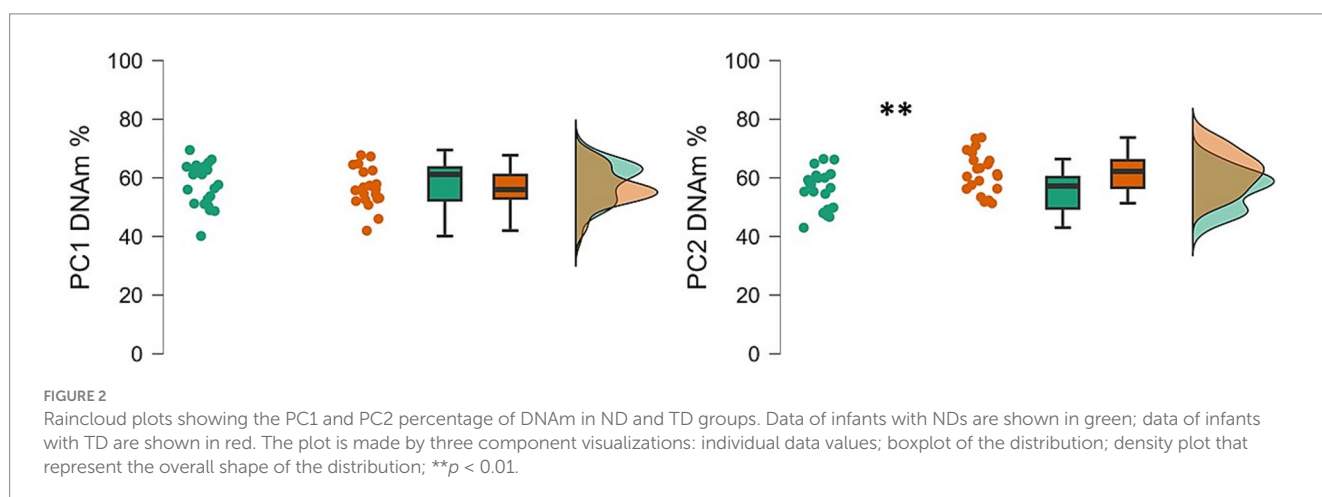 100
80
60
40
20
0
PC1 DNAm %
100
80
60
40
20
0
PC2 DNAm %
**
FIGURE 2
Raincloud plots showing the PC1 and PC2 percentage of DNAm in ND and TD groups. Data of infants with NDs are shown in green; data of infants
with TD are shown in red. The plot is made by three component visualizations: individual data values; boxplot of the distribution; density plot that
represent the overall shape of the distribution; **p < 0.01.